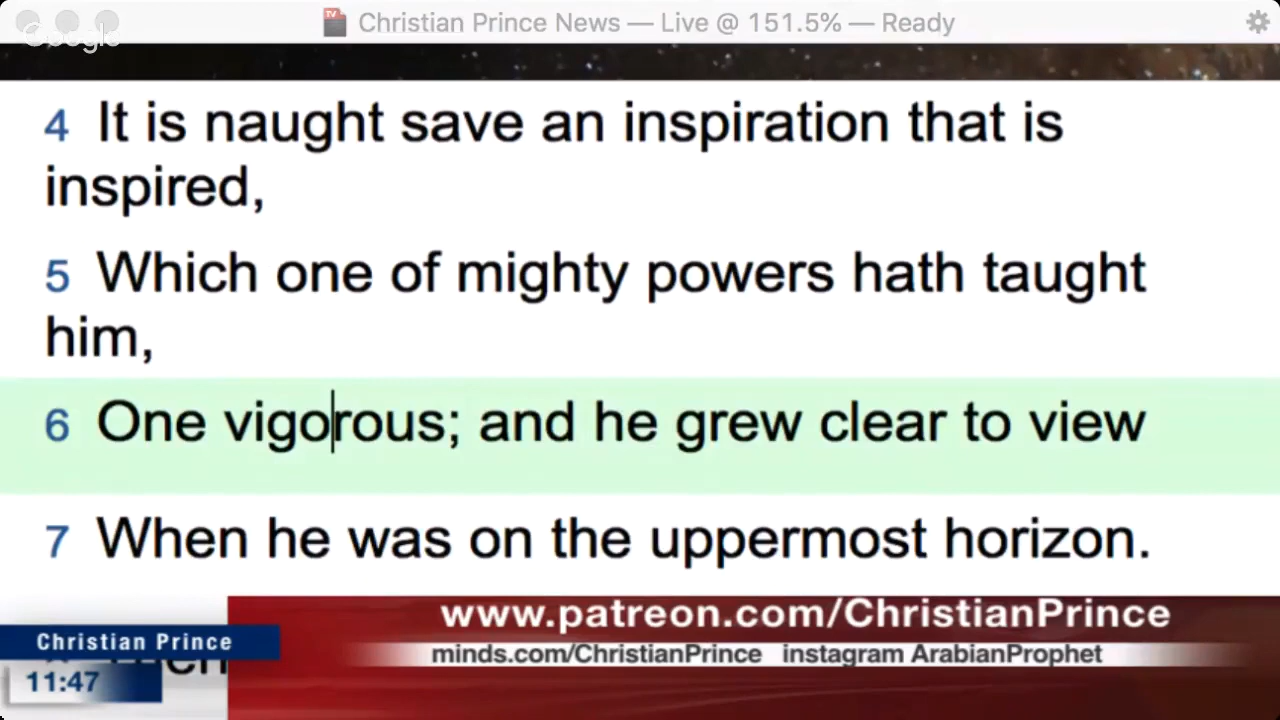 Christian Prince News — Live @ 151.5% — Ready
Google
4 It is naught save an inspiration that is
inspired,
5 Which one of mighty powers hath taught
him,
6 One vigorous; and he grew clear to view
7 When he was on the uppermost horizon.
www.patreon.com/ChristianPrince
Christian Prince
minds.com/ChristianPrince instagram ArabianProphet
11:47